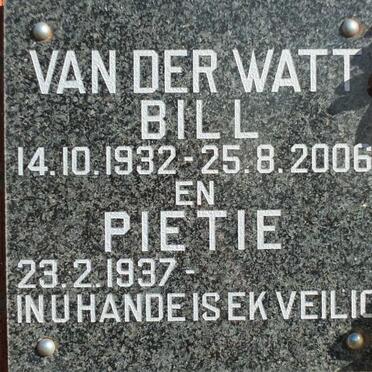 VAN DER WATT
BILL
14.10.1932 - 25.8.2006
EN
PIETIE
23.2.1937 -
IN U HANDE IS EK VEILIG